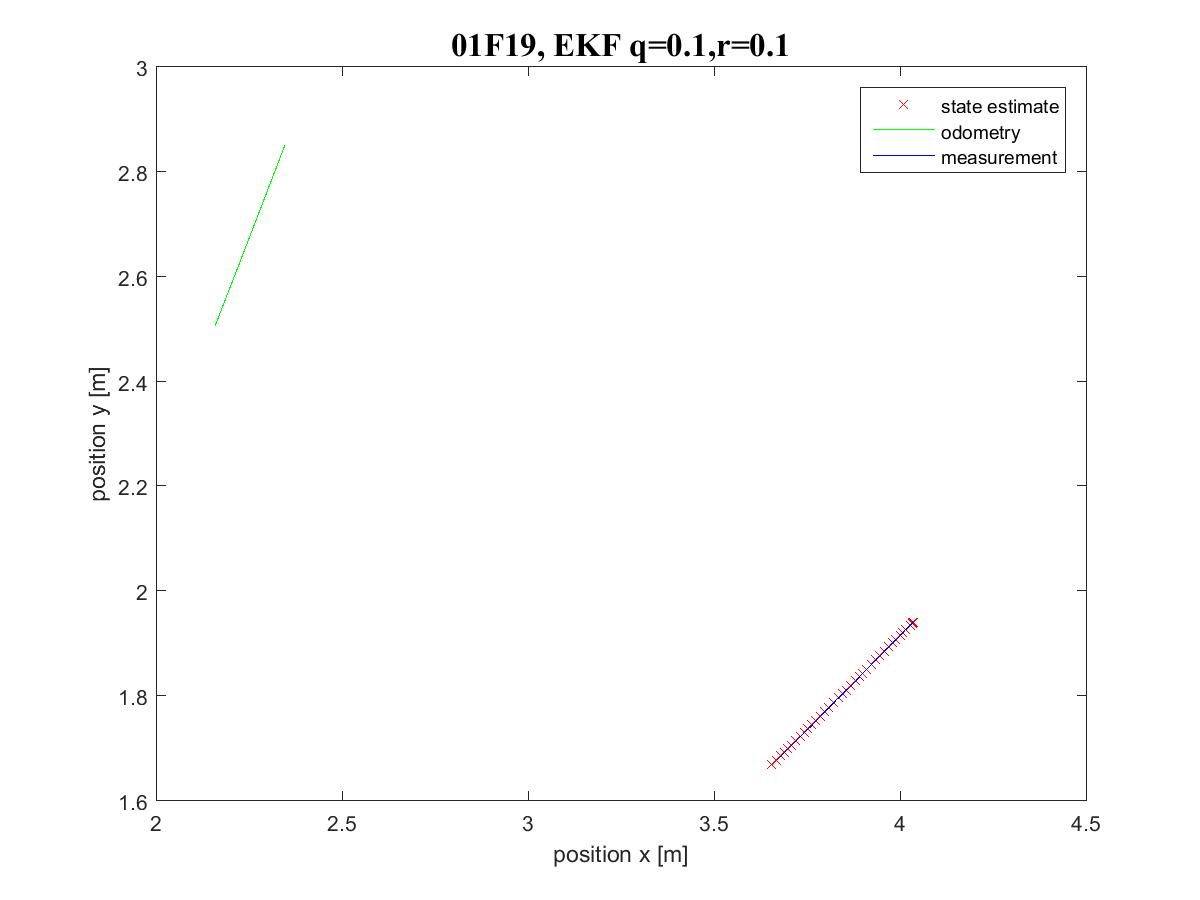 01F19, EKF q=0.1,r=0.1
3
2.8
2.6
2.4
2.2
2
1.8
1.6
position y [m]
state estimate
odometry
measurement
2 2.5 3 3.5 4 4.5
position x [m]